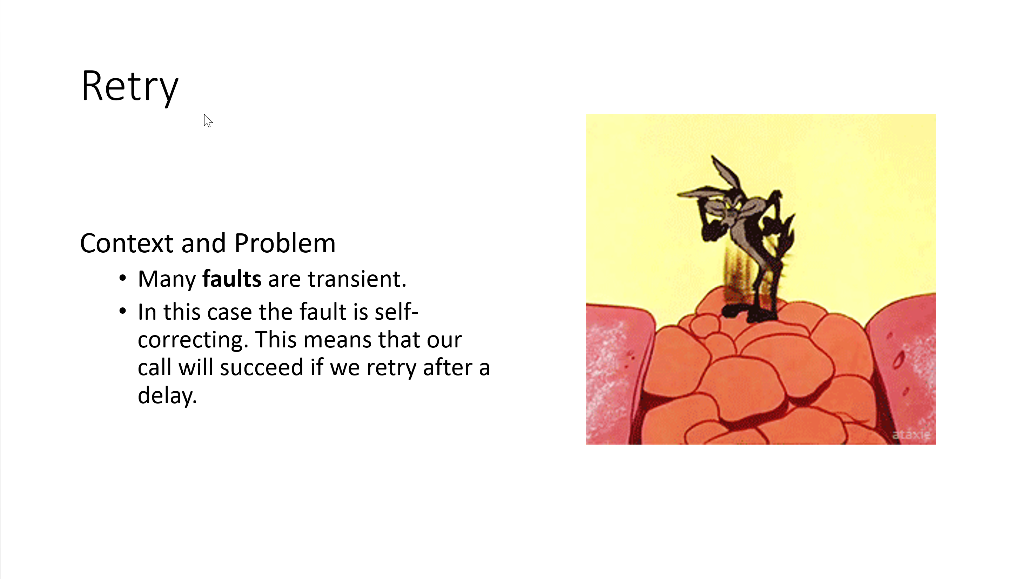 Retry
Context and Problem
• Many faults are transient.
• In this case the fault is self-
correcting. This means that our
call will succeed if we retry after a
delay.
atáxie